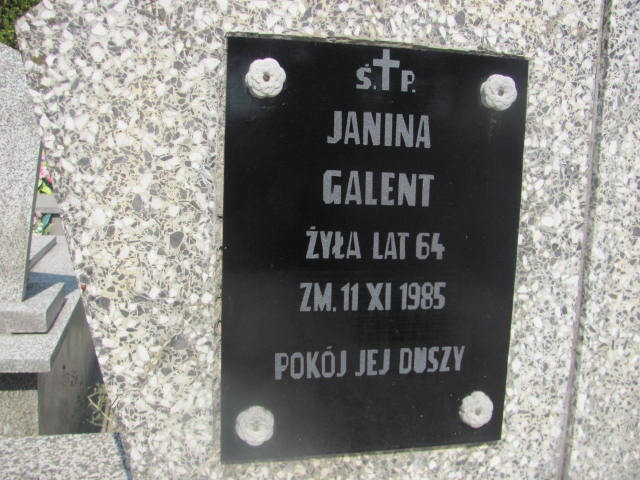 Ś.P.
JANINA
GALENT
ŻYŁA LAT 64
ZM. 11 XI 1985
POKÓJ JEJ DUSZY